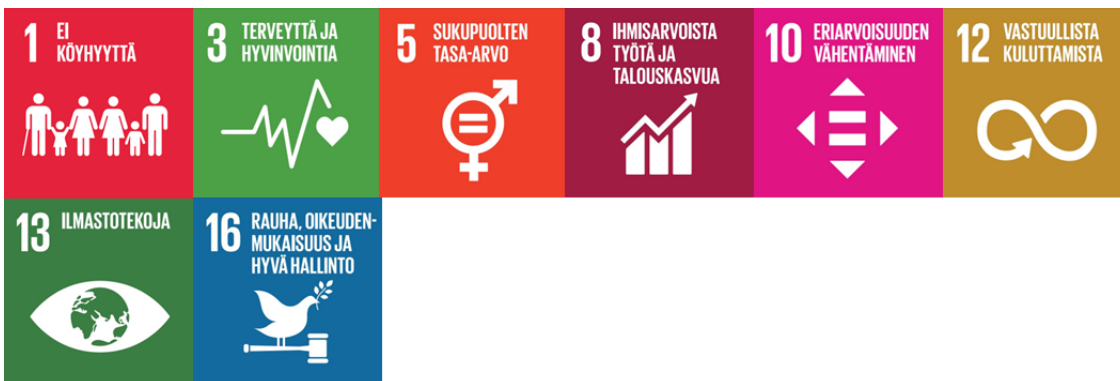 1 EI
KÖYHYYTTÄ
3 TERVEYTTÄ JA
HYVINVOINTIA
5 SUKUPUOLTEN
TASA-ARVO
8 IHMISARVOISTA
TYÖTÄ JA
TALOUSKASVUA
10 ERIARVOISUUDEN
VÄHENTÄMINEN
12 VASTUULLISTA
KULUTTAMISTA
13 ILMASTOTEKOJA
16 RAUHA, OIKEUDEN-
MUKAISUUS JA
HYVÄ HALLINTO